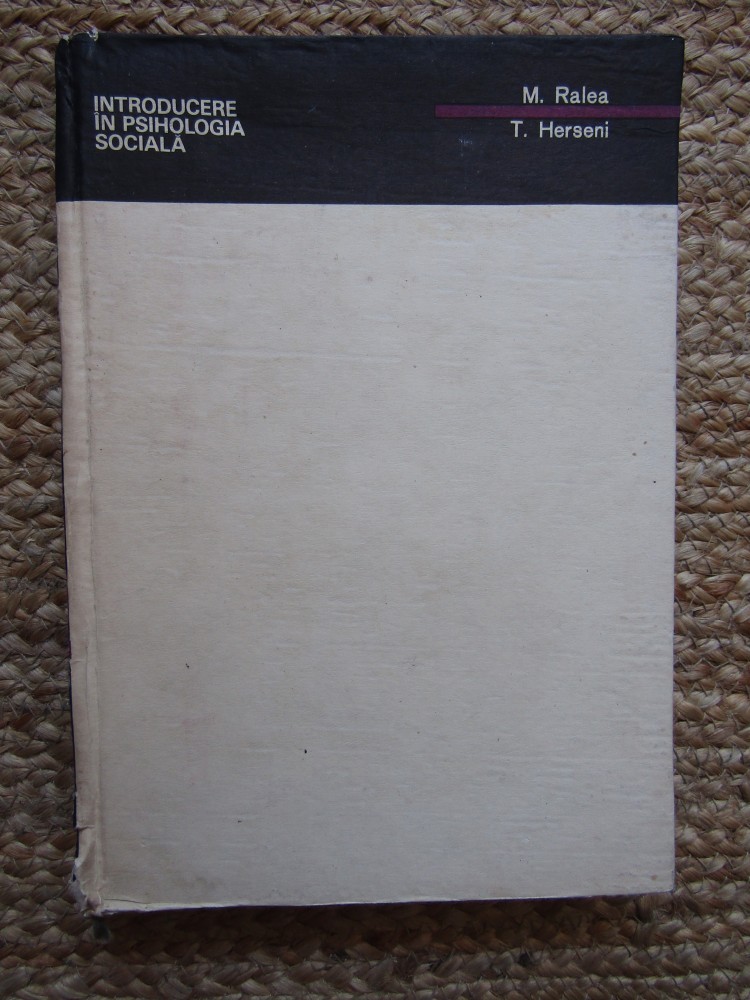 INTRODUCERE
ÎN PSIHOLOGIA
SOCIALĂ
M. Ralea
T. Herseni